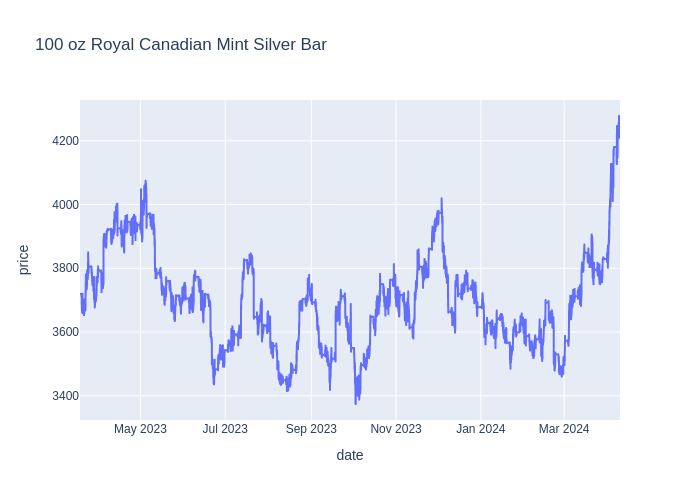 100 oz Royal Canadian Mint Silver Bar
4200
4000
3800
3600
3400
price
May 2023 Jul 2023 Sep 2023 Nov 2023 Jan 2024 Mar 2024
date